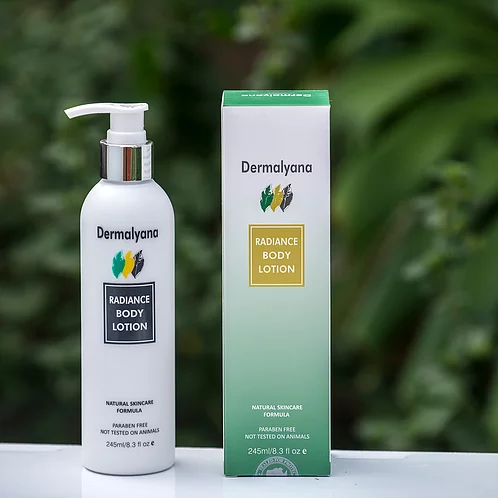 Dermalyana
RADIANCE
BODY
LOTION
NATURAL SKINCARE
FORMULA
PARABEN FREE
NOT TESTED ON ANIMALS
245ml/8.3 fl oz e
Dermalyana
Dermalyana
RADIANCE
BODY
LOTION
NATURAL SKINCARE
FORMULA
PARABEN FREE
NOT TESTED ON ANIMALS
245ml/8.3 fl oz e